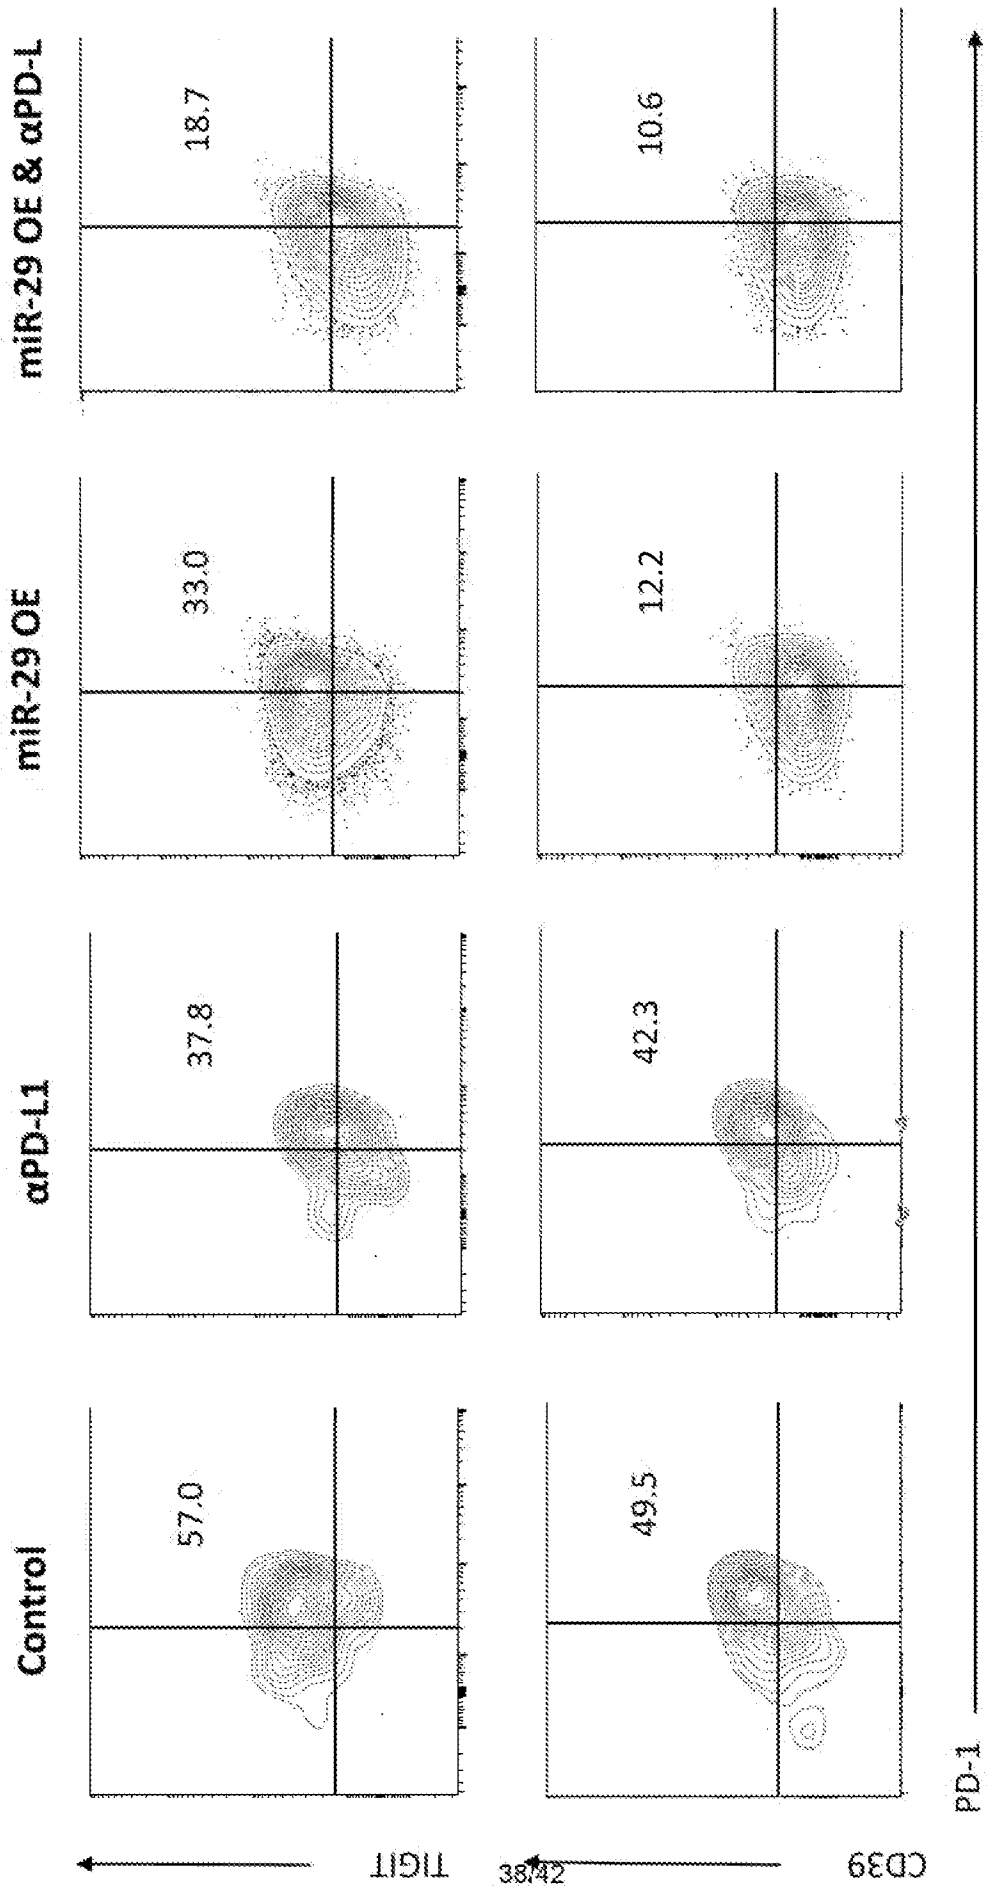 Control
αPD-L1
miR-29 OE
miR-29 OE & αPD-L
TIGIT
57.0
37.8
33.0
18.7
CD39
49.5
42.3
12.2
10.6
PD-1
38/42